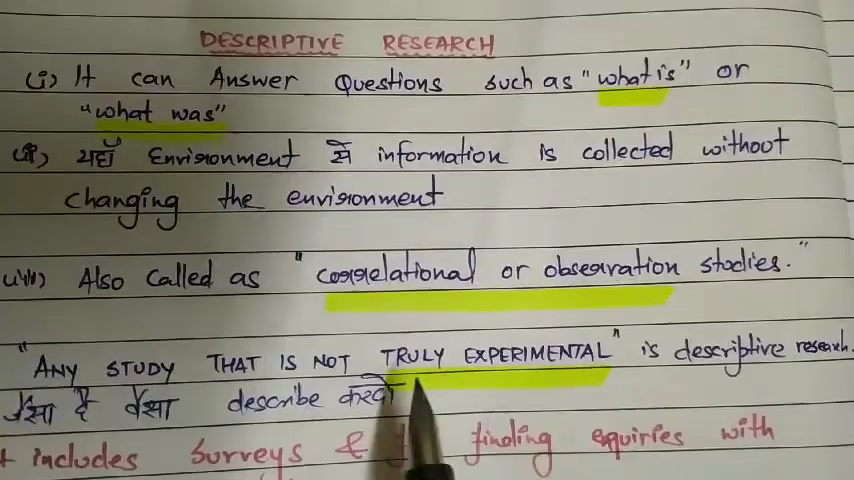 DESCRIPTIVE RESEARCH
(i) It can Answer Questions such as "what is" or
"what was"
(ii) यहाँ Environment से information is collected without
changing the environment
(iii) Also called as "correlational or observation studies."
"ANY STUDY THAT IS NOT TRULY EXPERIMENTAL" is descriptive research.
जैसा है वैसा describe करदो
includes surveys & finding enquiries with